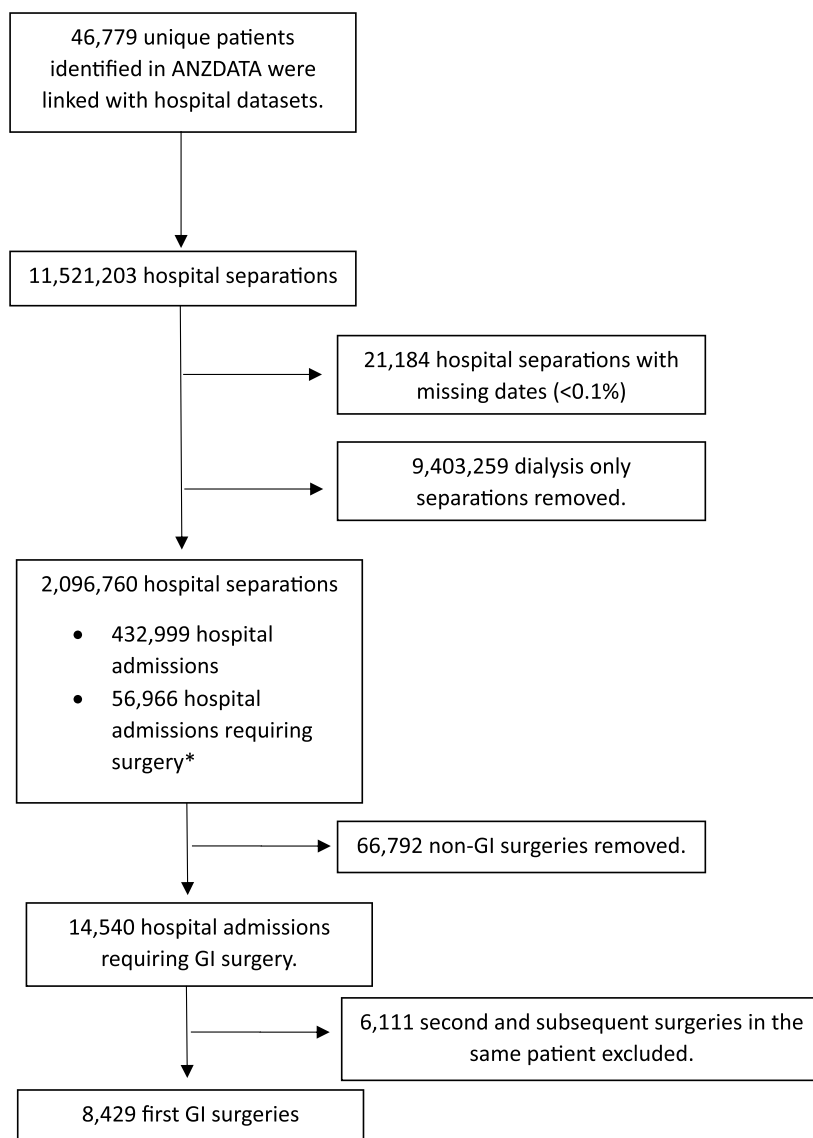 46,779 unique patients
identified in ANZDATA were
linked with hospital datasets.
11,521,203 hospital separations
21,184 hospital separations with
missing dates (<0.1%)
9,403,259 dialysis only
separations removed.
2,096,760 hospital separations
• 432,999 hospital
admissions
• 56,966 hospital
admissions requiring
surgery*
66,792 non-GI surgeries removed.
14,540 hospital admissions
requiring GI surgery.
6,111 second and subsequent surgeries in the
same patient excluded.
8,429 first GI surgeries